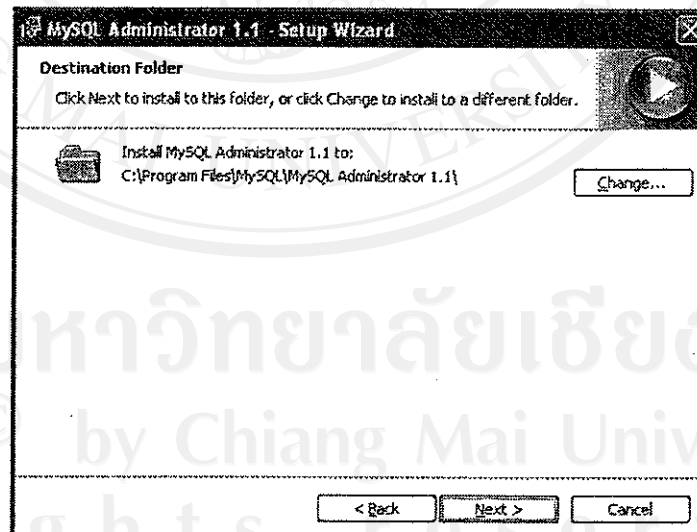 MySQL Administrator 1.1 - Setup Wizard
Destination Folder
Click Next to install to this folder, or click Change to install to a different folder.
MAI UNIVERSIT
Install MySQL Administrator 1.1 to:
C:\Program Files\MySQL\MySQL Administrator 1.1\
Change...
หาวิทยาลัยเชีย
by Chiang Mai Univ
< Back
Next >
Cancel
g h t s